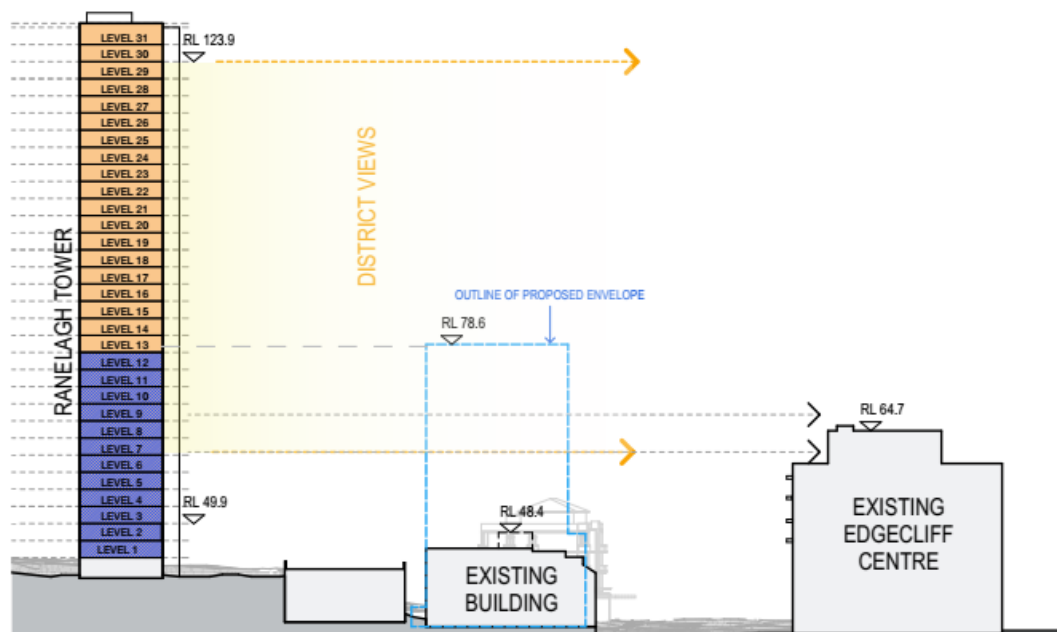 LEVEL 31
LEVEL 30
LEVEL 29
LEVEL 28
LEVEL 27
LEVEL 26
LEVEL 25
LEVEL 24
LEVEL 23
LEVEL 22
LEVEL 21
LEVEL 20
LEVEL 19
LEVEL 18
LEVEL 17
LEVEL 16
LEVEL 15
LEVEL 14
LEVEL 13
LEVEL 12
LEVEL 11
LEVEL 10
LEVEL 9
LEVEL 8
LEVEL 7
LEVEL 6
LEVEL 5
LEVEL 4
LEVEL 3
LEVEL 2
LEVEL 1
RANELAGH TOWER
RL 123.9
RL 49.9
DISTRICT VIEWS
OUTLINE OF PROPOSED ENVELOPE
RL 78.6
RL 48.4
EXISTING
BUILDING
RL 64.7
EXISTING
EDGECLIFF
CENTRE